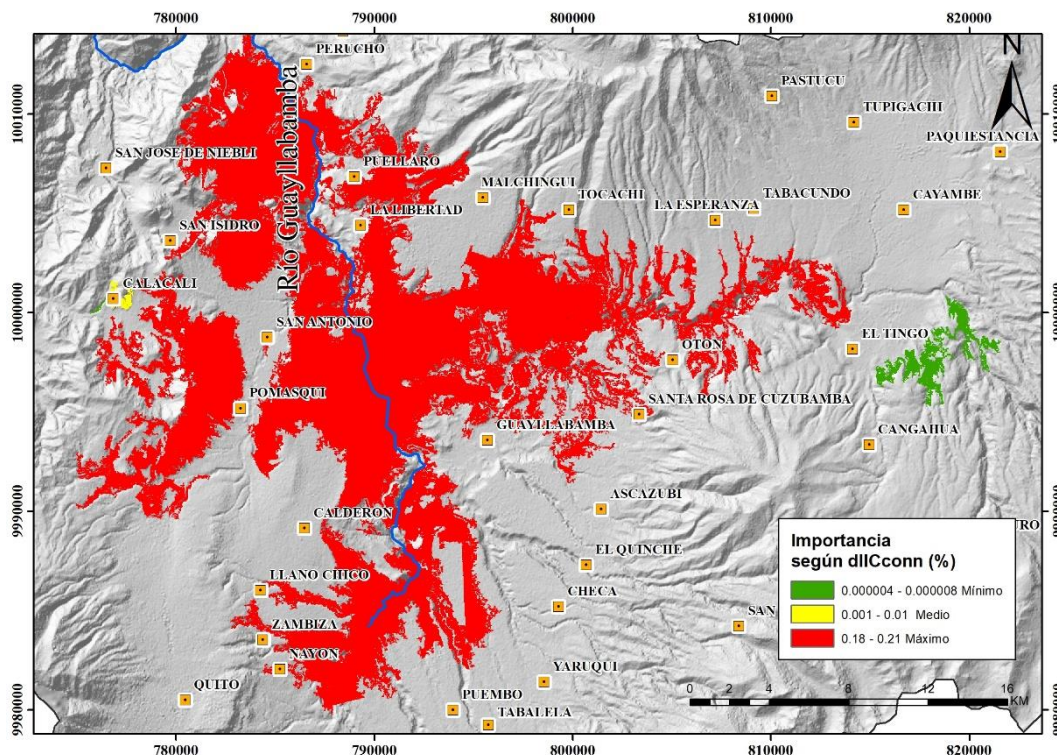 780000 790000 800000 810000 820000
N
PERUCHO
PASTUCU
TUPIGACHI
PAQUIESTANCIA
10010000
Río Guayllabamba
SAN JOSE DE NIEBLI
PUELLARO
MALCHINGUI
TOCACHI
TABACUNDO
CAYAMBE
LA ESPERANZA
LA LIBERTAD
SAN ISIDRO
CALACALI
10000000
SAN ANTONIO
EL TINGO
OTON
POMASQUI
SANTA ROSA DE CUZUBAMBA
GUAYLLABAMBA
CANGAHUA
ASCAZUBI
9990000
CALDERON
EL QUINCHE
LLANO CHICO
CHECA
SAN
ZAMBIZA
NAYON
YARUQUI
QUITO
PUEMBO
TABALELA
9980000
Importancia
según dIICconn (%)
0.000004 - 0.000008 Mínimo
0.001 - 0.01 Medio
0.18 - 0.21 Máximo
0 2 4 8 12 16
KM
780000 790000 800000 810000 820000